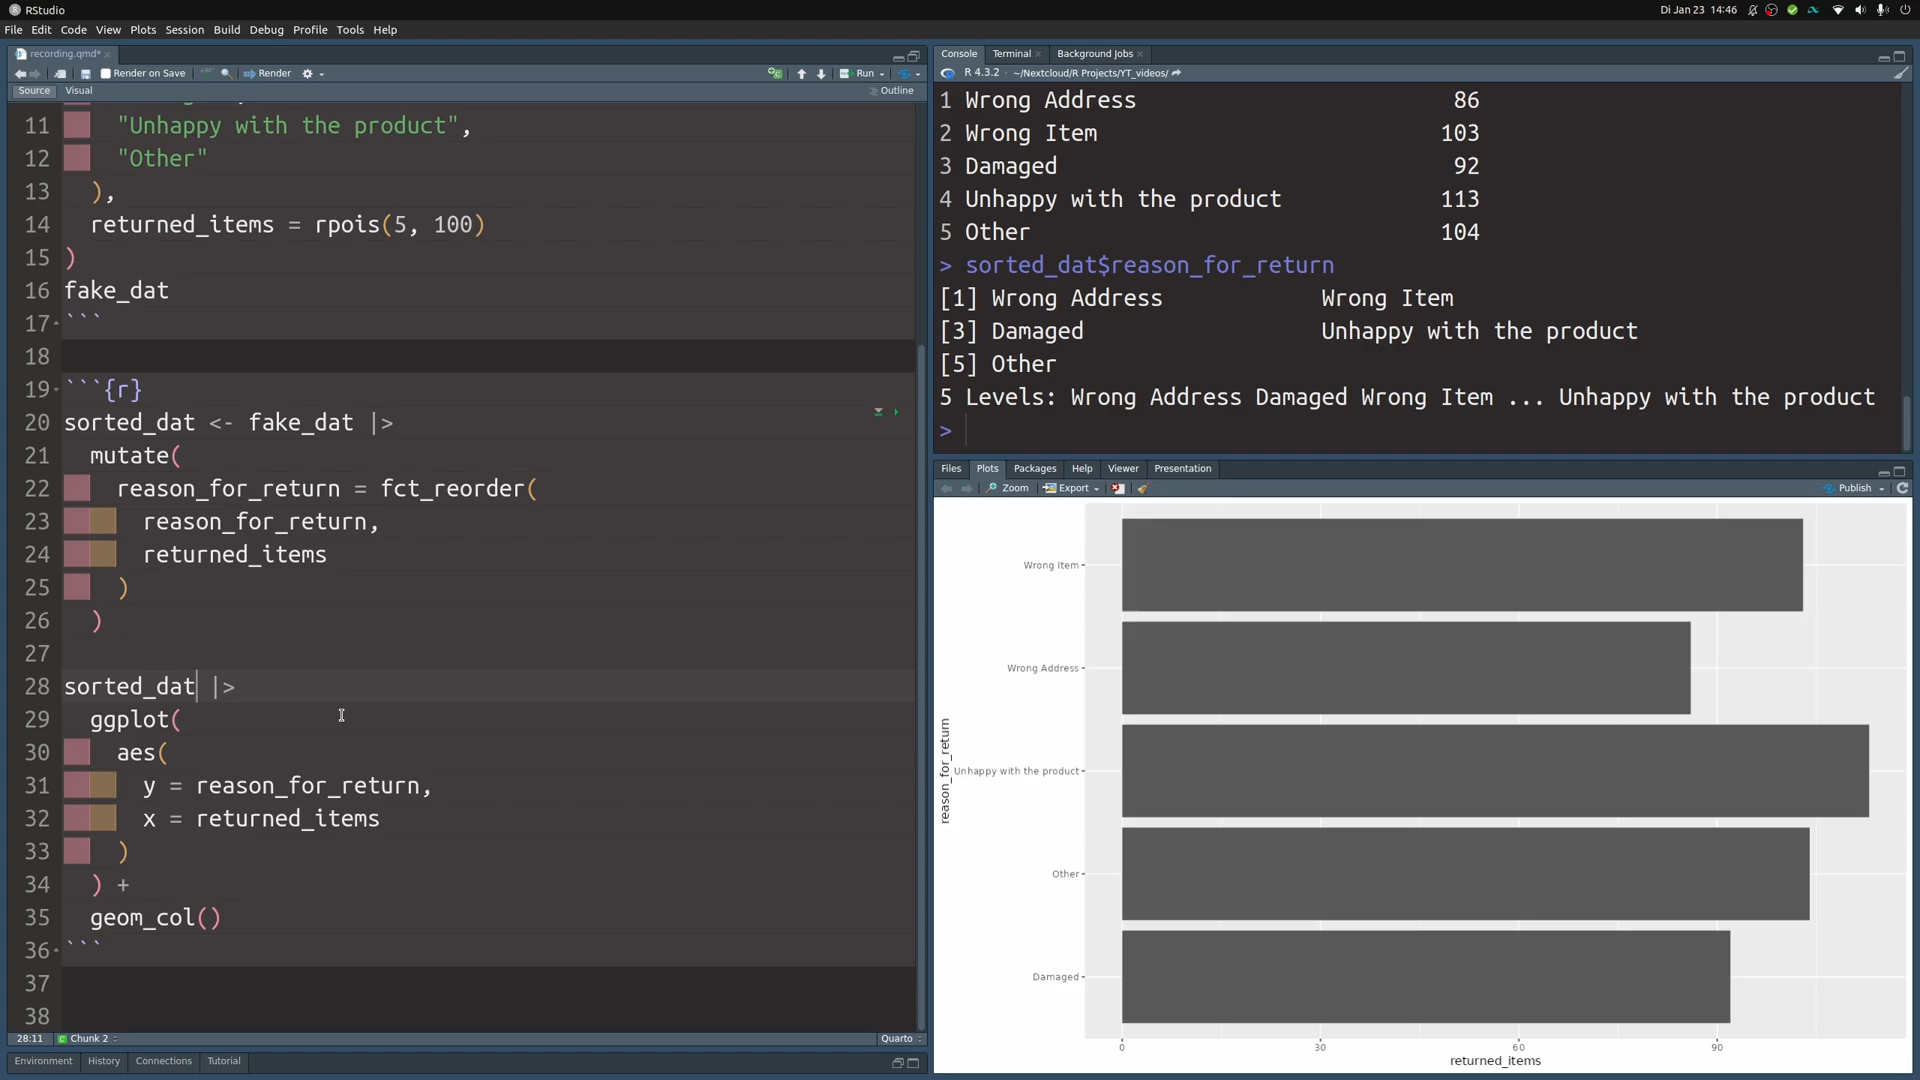 RStudio
Di Jan 23 14:46
File Edit Code View Plots Session Build Debug Profile Tools Help
recording.qmd*
Render on Save
Render
Run
Source Visual
Outline
11 "Unhappy with the product",
12 "Other"
13 ),
14 returned_items = rpois(5, 100)
15 )
16 fake_dat
17 ```
18
19 ```{r}
20 sorted_dat <- fake_dat |>
21 mutate(
22 reason_for_return = fct_reorder(
23 reason_for_return,
24 returned_items
25 )
26 )
27
28 sorted_dat |>
29 ggplot(
30 aes(
31 y = reason_for_return,
32 x = returned_items
33 )
34 ) +
35 geom_col()
36 ```
37
38
28:11 Chunk 2 Quarto
Environment History Connections Tutorial
Console Terminal Background Jobs
R 4.3.2 · ~/Nextcloud/R Projects/YT_videos/
1 Wrong Address 86
2 Wrong Item 103
3 Damaged 92
4 Unhappy with the product 113
5 Other 104
> sorted_dat$reason_for_return
[1] Wrong Address Wrong Item
[3] Damaged Unhappy with the product
[5] Other
5 Levels: Wrong Address Damaged Wrong Item ... Unhappy with the product
>
Files Plots Packages Help Viewer Presentation
Zoom Export Publish
Wrong Item
Wrong Address
Unhappy with the product
Other
Damaged
reason_for_return
0 30 60 90
returned_items